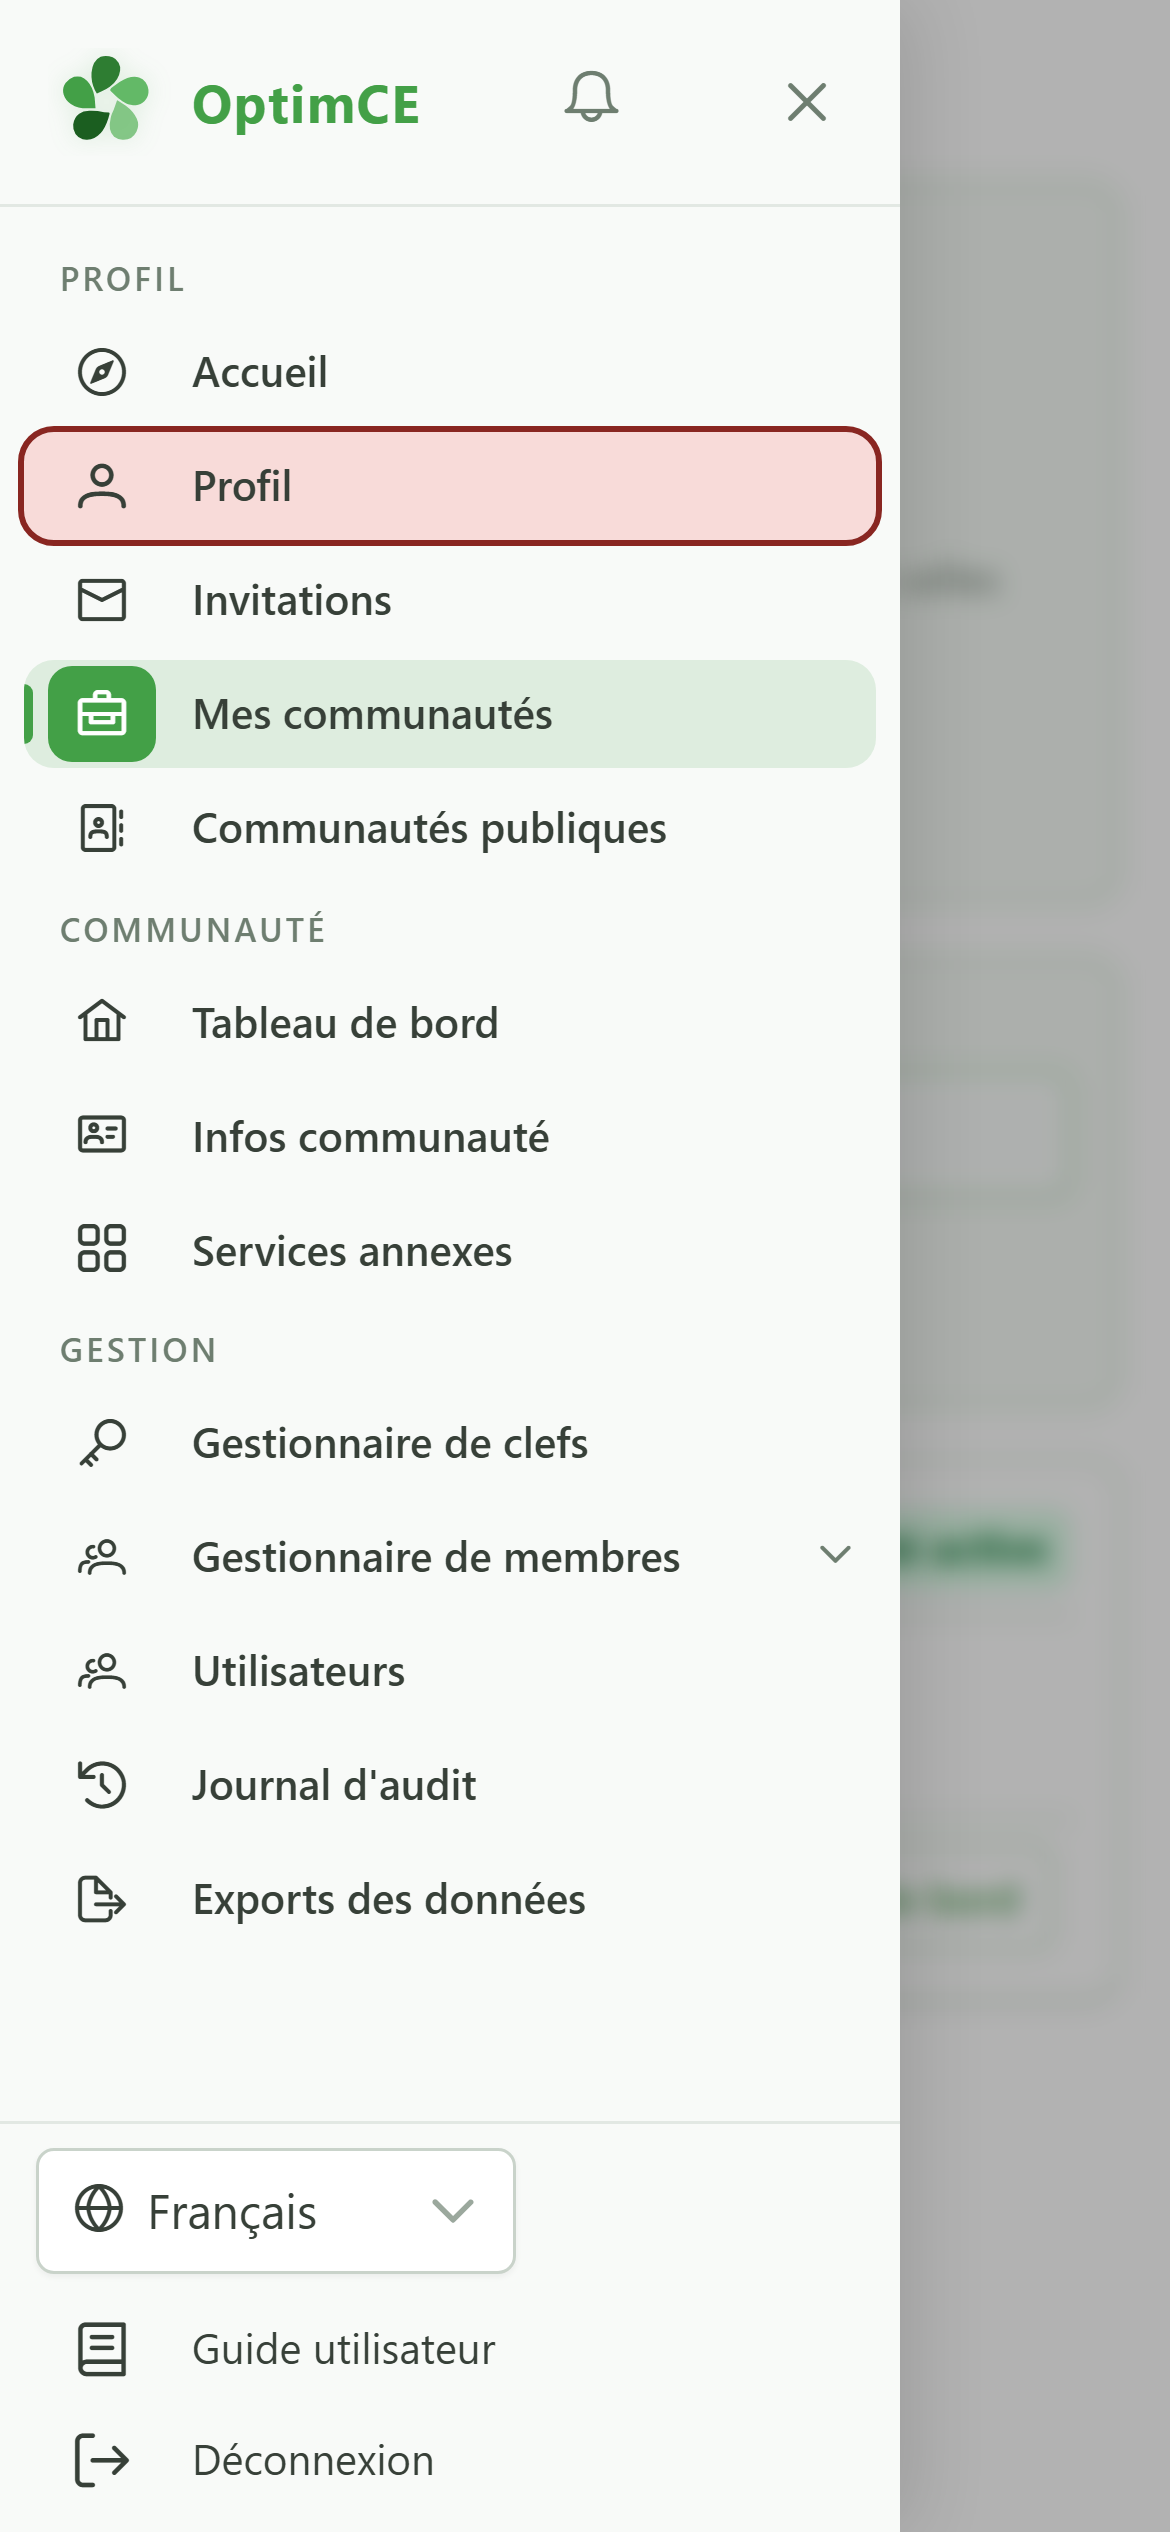 OptimCE
PROFIL
Accueil
Profil
Invitations
Mes communautés
Communautés publiques
COMMUNAUTÉ
Tableau de bord
Infos communauté
Services annexes
GESTION
Gestionnaire de clefs
Gestionnaire de membres
Utilisateurs
Journal d'audit
Exports des données
Français
Guide utilisateur
Déconnexion